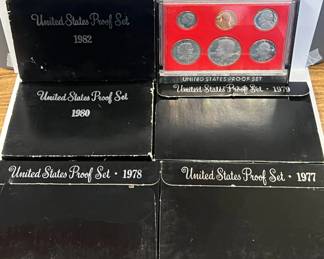 United States Proof Set
1982
UNITED STATES PROOF SET
United States Proof Set
1980
United States Proof Set • 1979
United States Proof Set • 1978
United States Proof Set • 1977